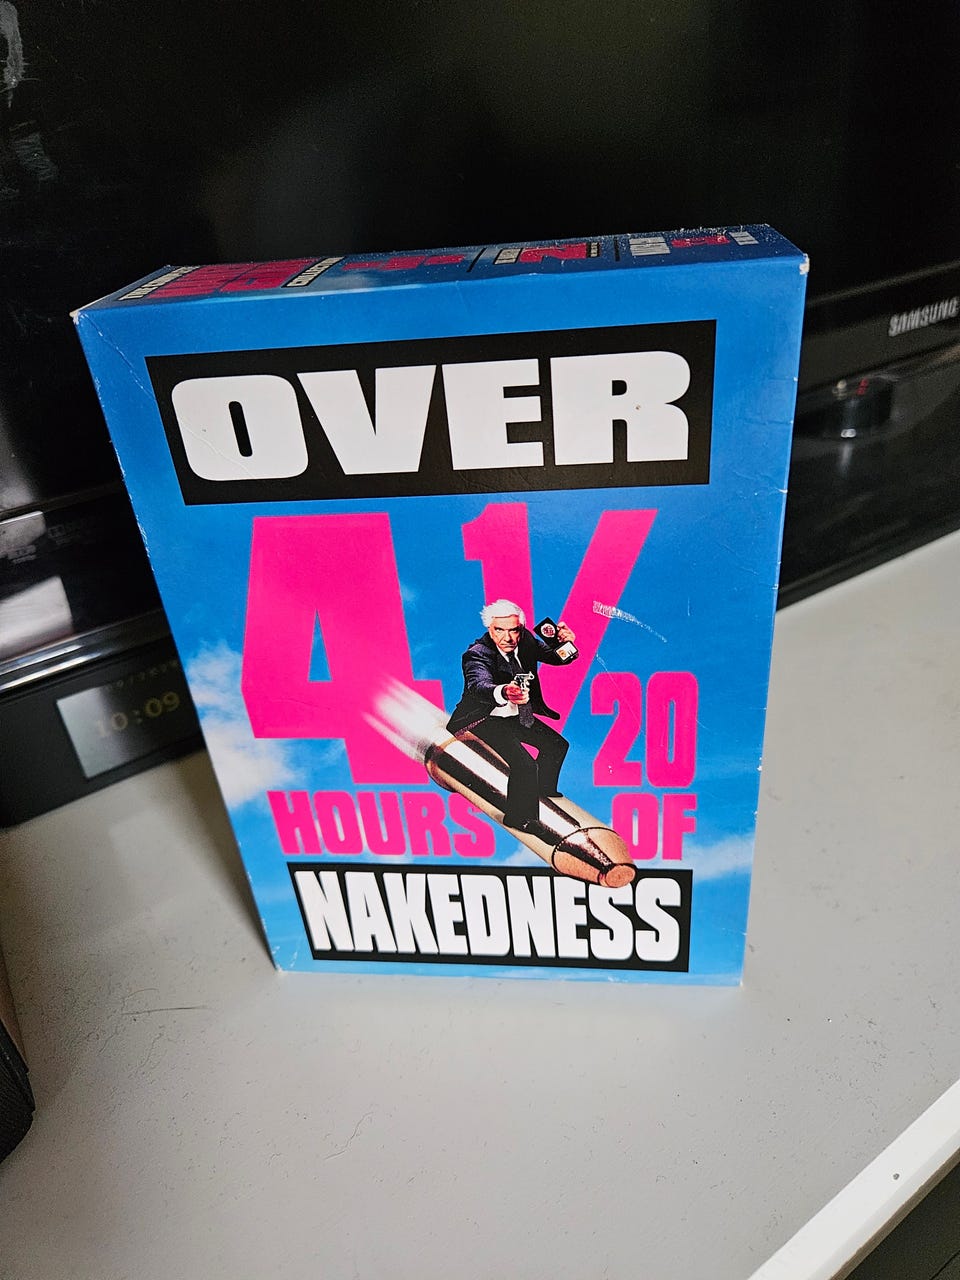 OVER
4 1/20
HOURS OF
NAKEDNESS
SAMSUNG
10:09